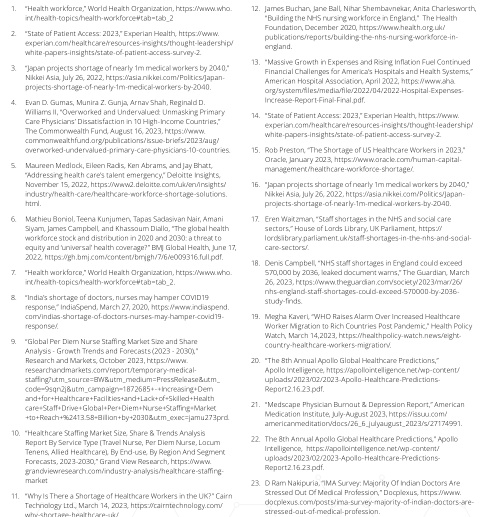 1. "Health workforce," World Health Organization, https://www.who.
int/health-topics/health-workforce#tab=tab_2
2. "State of Patient Access: 2023," Experian Health, https://www.
experian.com/healthcare/resources-insights/thought-leadership/
white-papers-insights/state-of-patient-access-survey-2.
3. "Japan projects shortage of nearly 1m medical workers by 2040,"
Nikkei Asia, July 26, 2022, https://asia.nikkei.com/Politics/Japan-
projects-shortage-of-nearly-1m-medical-workers-by-2040.
4. Evan D. Gumas, Munira Z. Gunja, Arnav Shah, Reginald D.
Williams II, "Overworked and Undervalued: Unmasking Primary
Care Physicians' Dissatisfaction in 10 High-Income Countries,"
The Commonwealth Fund, August 16, 2023, https://www.
commonwealthfund.org/publications/issue-briefs/2023/aug/
overworked-undervalued-primary-care-physicians-10-countries.
5. Maureen Medlock, Eileen Radis, Ken Abrams, and Jay Bhatt,
"Addressing health care's talent emergency," Deloitte Insights,
November 15, 2022, https://www2.deloitte.com/uk/en/insights/
industry/health-care/healthcare-workforce-shortage-solutions.
html.
6. Mathieu Boniol, Teena Kunjumen, Tapas Sadasivan Nair, Amani
Siyam, James Campbell, and Khassoum Diallo, "The global health
workforce stock and distribution in 2020 and 2030: a threat to
equity and 'universal' health coverage?" BMJ Global Health, June 17,
2022, https://gh.bmj.com/content/bmjgh/7/6/e009316.full.pdf.
7. "Health workforce," World Health Organization, https://www.who.
int/health-topics/health-workforce#tab=tab_2.
8. "India's shortage of doctors, nurses may hamper COVID19
response," IndiaSpend, March 27, 2020, https://www.indiaspend.
com/indias-shortage-of-doctors-nurses-may-hamper-covid19-
response/.
9. "Global Per Diem Nurse Staffing Market Size and Share
Analysis - Growth Trends and Forecasts (2023 - 2030),"
Research and Markets, October 2023, https://www.
researchandmarkets.com/report/temporary-medical-
staffing?utm_source=BW&utm_medium=PressRelease&utm_
code=9sqn2j&utm_campaign=1872685+-+Increasing+Dem
and+for+Healthcare+Facilities+and+Lack+of+Skilled+Health
care+Staff+Drive+Global+Per+Diem+Nurse+Staffing+Market
+to+Reach+%2413.58+Billion+by+2030&utm_exec=jamu273prd.
10. "Healthcare Staffing Market Size, Share & Trends Analysis
Report By Service Type (Travel Nurse, Per Diem Nurse, Locum
Tenens, Allied Healthcare), By End-use, By Region And Segment
Forecasts, 2023-2030," Grand View Research, https://www.
grandviewresearch.com/industry-analysis/healthcare-staffing-
market
11. "Why Is There a Shortage of Healthcare Workers in the UK?" Cairn
Technology Ltd., March 14, 2023, https://cairntechnology.com/
why-shortage-healthcare-uk/
12. James Buchan, Jane Ball, Nihar Shembavnekar, Anita Charlesworth,
"Building the NHS nursing workforce in England," The Health
Foundation, December 2020, https://www.health.org.uk/
publications/reports/building-the-nhs-nursing-workforce-in-
england.
13. "Massive Growth in Expenses and Rising Inflation Fuel Continued
Financial Challenges for America's Hospitals and Health Systems,"
American Hospital Association, April 2022, https://www.aha.
org/system/files/media/file/2022/04/2022-Hospital-Expenses-
Increase-Report-Final-Final.pdf.
14. "State of Patient Access: 2023," Experian Health, https://www.
experian.com/healthcare/resources-insights/thought-leadership/
white-papers-insights/state-of-patient-access-survey-2.
15. Rob Preston, "The Shortage of US Healthcare Workers in 2023,"
Oracle, January 2023, https://www.oracle.com/human-capital-
management/healthcare-workforce-shortage/.
16. "Japan projects shortage of nearly 1m medical workers by 2040,"
Nikkei Asia, July 26, 2022, https://asia.nikkei.com/Politics/Japan-
projects-shortage-of-nearly-1m-medical-workers-by-2040.
17. Eren Waitzman, "Staff shortages in the NHS and social care
sectors," House of Lords Library, UK Parliament, https://
lordslibrary.parliament.uk/staff-shortages-in-the-nhs-and-social-
care-sectors/.
18. Denis Campbell, "NHS staff shortages in England could exceed
570,000 by 2036, leaked document warns," The Guardian, March
26, 2023, https://www.theguardian.com/society/2023/mar/26/
nhs-england-staff-shortages-could-exceed-570000-by-2036-
study-finds.
19. Megha Kaveri, "WHO Raises Alarm Over Increased Healthcare
Worker Migration to Rich Countries Post Pandemic," Health Policy
Watch, March 14,2023, https://healthpolicy-watch.news/eight-
country-healthcare-workers-migration/.
20. "The 8th Annual Apollo Global Healthcare Predictions,"
Apollo Intelligence, https://apollointelligence.net/wp-content/
uploads/2023/02/2023-Apollo-Healthcare-Predictions-
Report2.16.23.pdf.
21. "Medscape Physician Burnout & Depression Report," American
Medication Institute, July-August 2023, https://issuu.com/
americanmeditation/docs/26_6_julyaugust_2023/s/27174991.
22. "The 8th Annual Apollo Global Healthcare Predictions," Apollo
Intelligence, https://apollointelligence.net/wp-content/
uploads/2023/02/2023-Apollo-Healthcare-Predictions-
Report2.16.23.pdf.
23. D Ram Nakipuria, "IMA Survey: Majority Of Indian Doctors Are
Stressed Out Of Medical Profession," Docplexus, https://www.
docplexus.com/posts/ima-survey-majority-of-indian-doctors-are-
stressed-out-of-medical-profession.